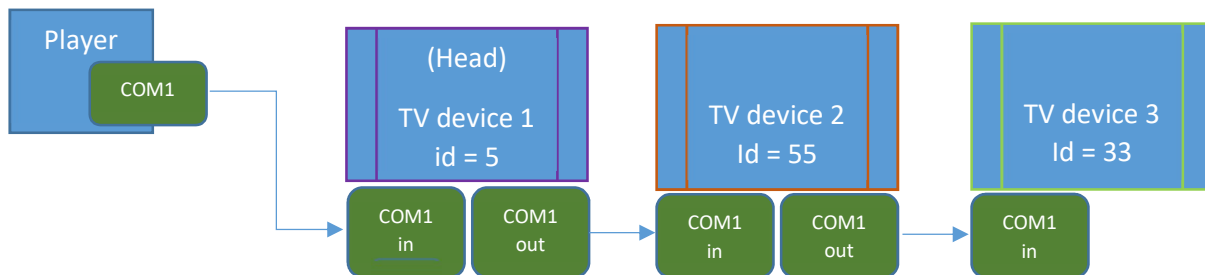 Player
COM1
(Head)
TV device 1
id = 5
COM1
in
COM1
out
TV device 2
Id = 55
COM1
in
COM1
out
TV device 3
Id = 33
COM1
in